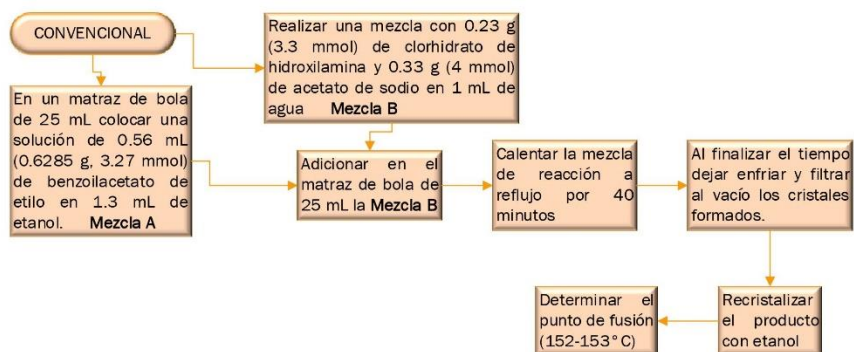 CONVENCIONAL
Realizar una mezcla con 0.23 g
(3.3 mmol) de clorhidrato de
hidroxilamina y 0.33 g (4 mmol)
de acetato de sodio en 1 mL de
agua Mezcla B
En un matraz de bola
de 25 mL colocar una
solución de 0.56 mL
(0.6285 g, 3.27 mmol)
de benzoilacetato de
etilo en 1.3 mL de
etanol. Mezcla A
Adicionar en el
matraz de bola de
25 mL la Mezcla B
Calentar la mezcla
de reacción a
reflujo por 40
minutos
Al finalizar el tiempo
dejar enfriar y filtrar
al vacío los cristales
formados.
Recristalizar
el producto
con etanol
Determinar el
punto de fusión
(152-153°C)